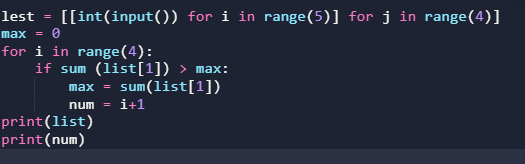 lest = [[int(input()) for i in range(5)] for j in range(4)]
max = 0
for i in range(4):
    if sum (list[1]) > max:
        max = sum(list[1])
        num = i+1
print(list)
print(num)